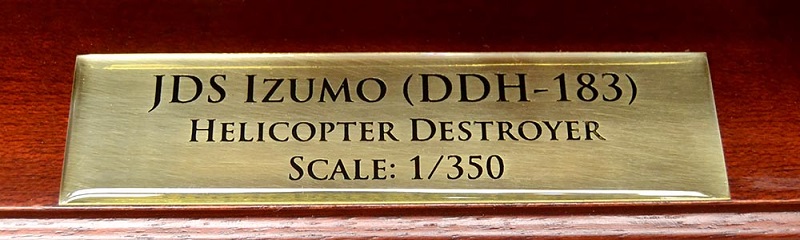 JDS IZUMO (DDH-183)
HELICOPTER DESTROYER
SCALE: 1/350